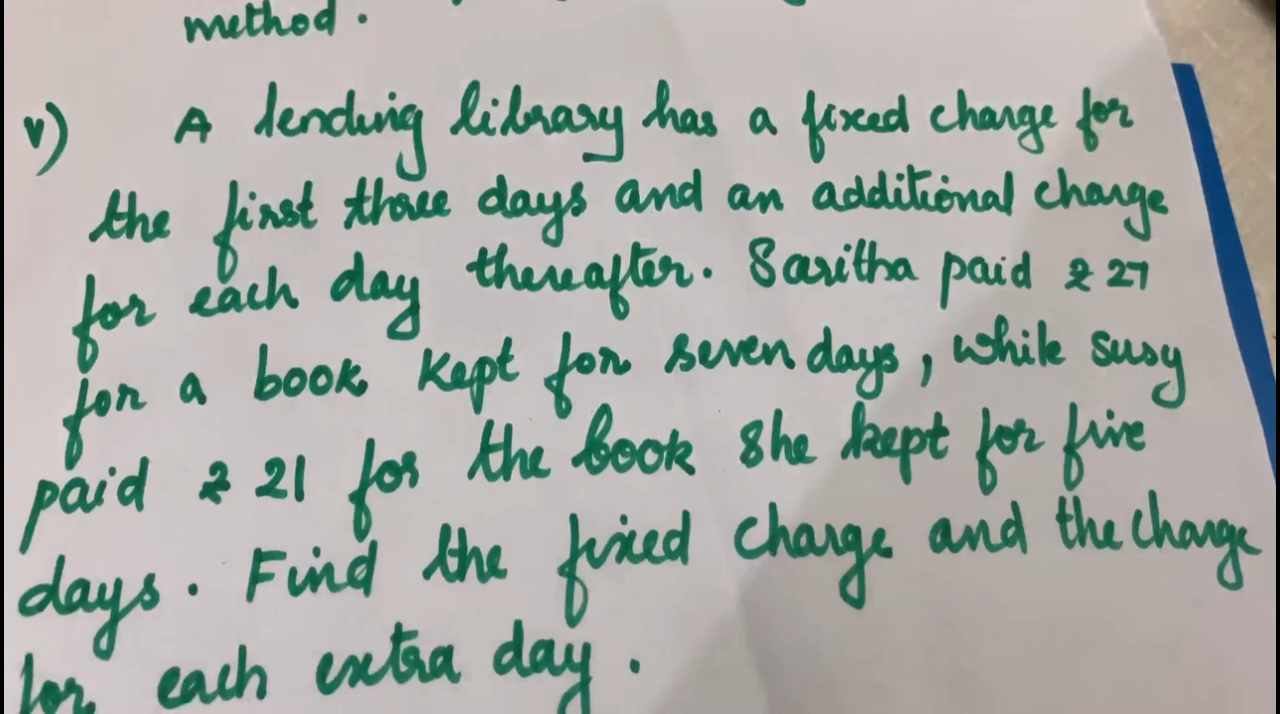 method.
v) A lending library has a fixed charge for
the first three days and an additional charge
for each day thereafter. Saritha paid ₹ 27
for a book kept for seven days, while susy
paid ₹ 21 for the book she kept for five
days. Find the fixed charge and the charge
for each extra day.